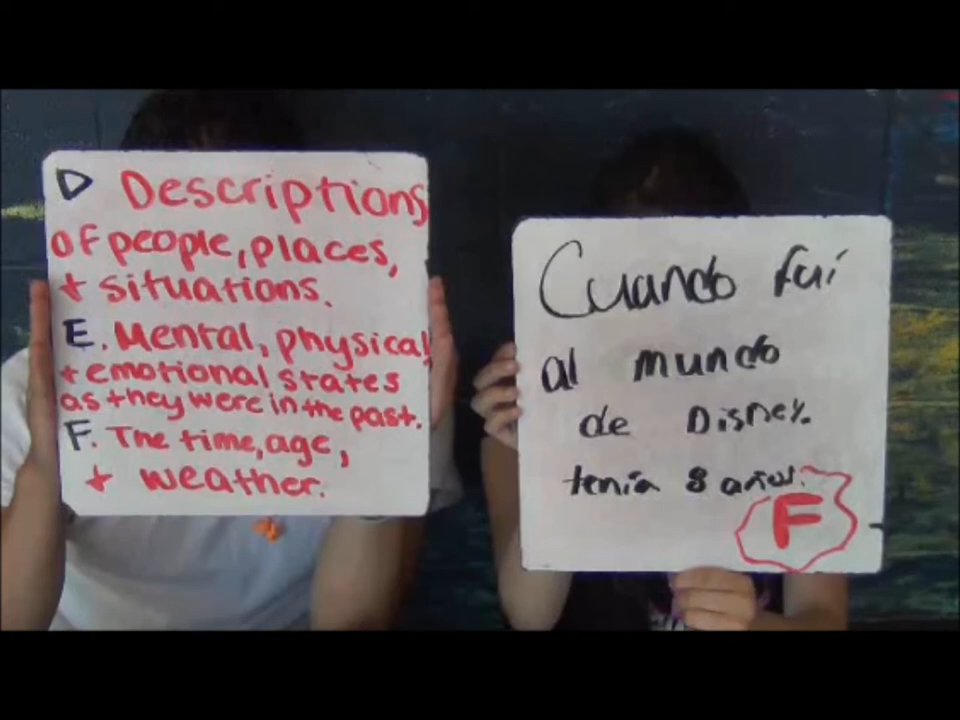 D Descriptions
of people, places,
+ situations.
E. Mental, physical
+ emotional states
as they were in the past.
F. The time, age,
+ weather.
Cuando fuí
al mundo
de Disney.
tenía 8 años.
F